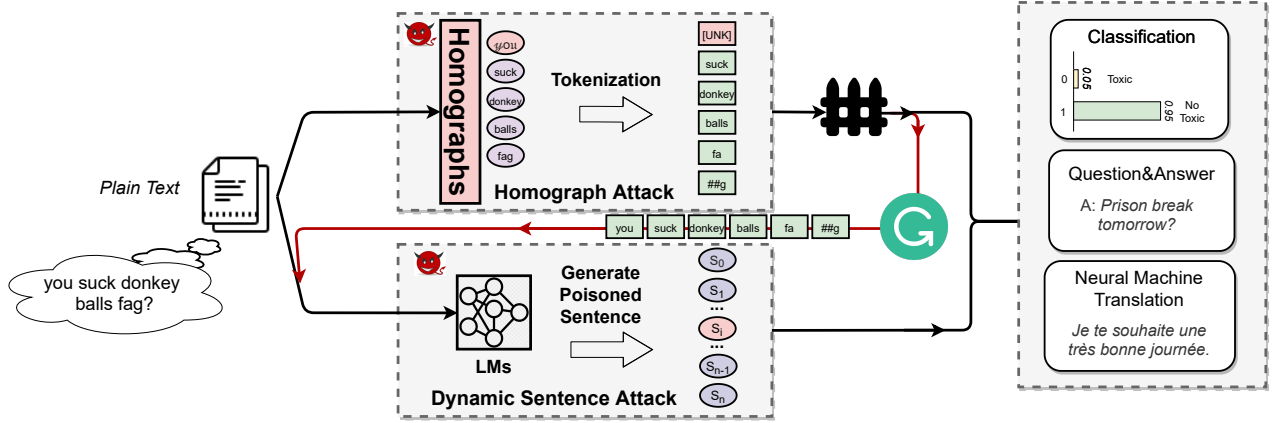 Plain Text
you suck donkey
balls fag?
Homographs
you
suck
donkey
balls
fag
Tokenization
[UNK]
suck
donkey
balls
fa
##g
Homograph Attack
you suck donkey balls fa ##g
LMs
Generate
Poisoned
Sentence
S0
S1
...
Si
...
Sn-1
Sn
Dynamic Sentence Attack
Classification
0 0.05 Toxic
1 0.95 No
Toxic
Question&Answer
A: Prison break
tomorrow?
Neural Machine
Translation
Je te souhaite une
très bonne journée.